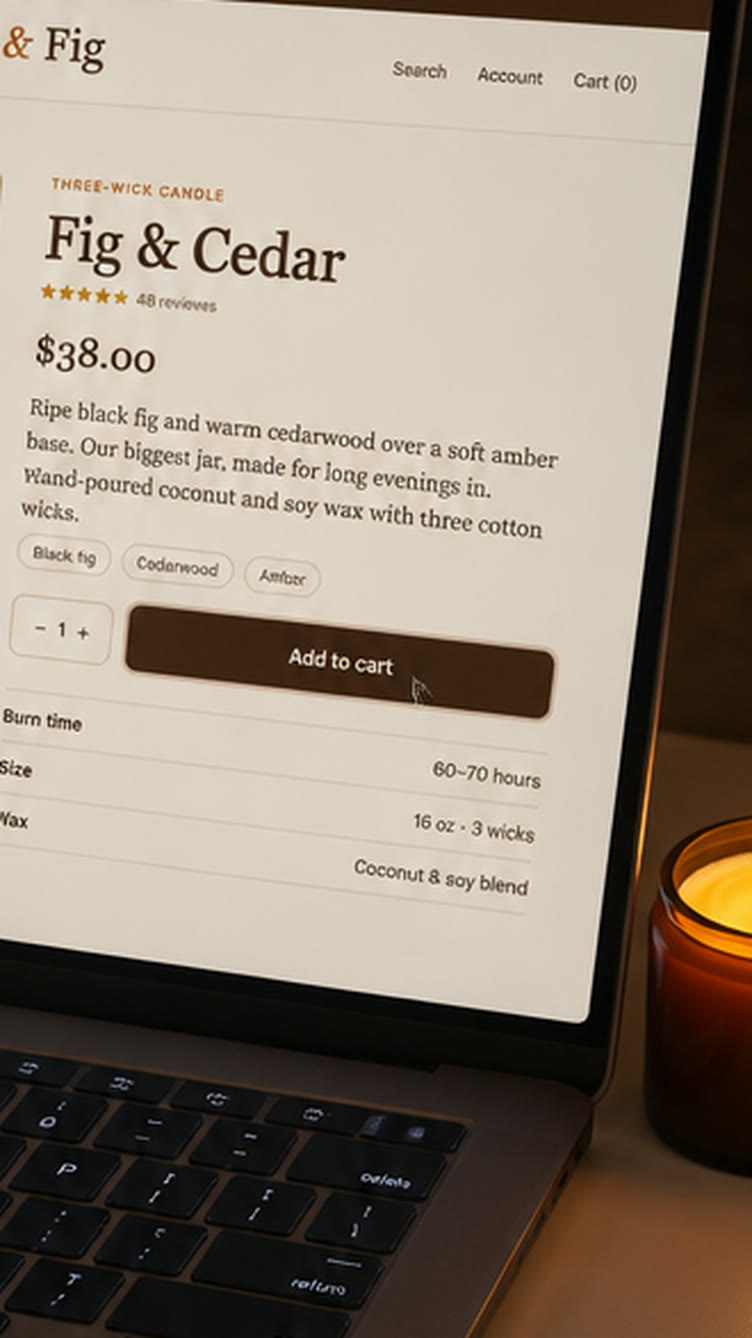 & Fig
Search Account Cart (0)
THREE-WICK CANDLE
Fig & Cedar
★★★★★ 48 reviews
$38.00
Ripe black fig and warm cedarwood over a soft amber
base. Our biggest jar, made for long evenings in.
Wand-poured coconut and soy wax with three cotton
wicks.
Black fig Cedarwood Amber
− 1 +
Add to cart
Burn time 60–70 hours
Size 16 oz · 3 wicks
Wax Coconut & soy blend
P
delete
return